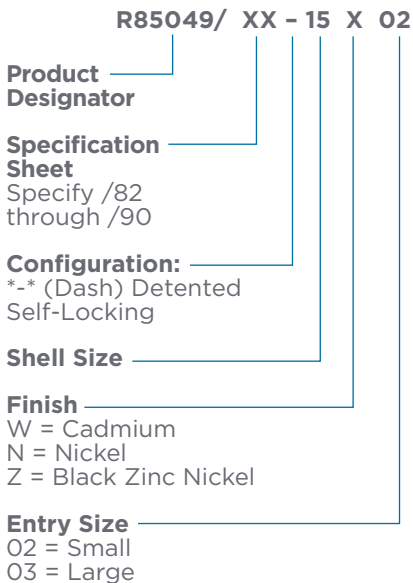 R85049/ XX – 15 X 02
Product
Designator
Specification
Sheet
Specify /82
through /90
Configuration:
*-* (Dash) Detented
Self-Locking
Shell Size
Finish
W = Cadmium
N = Nickel
Z = Black Zinc Nickel
Entry Size
02 = Small
03 = Large